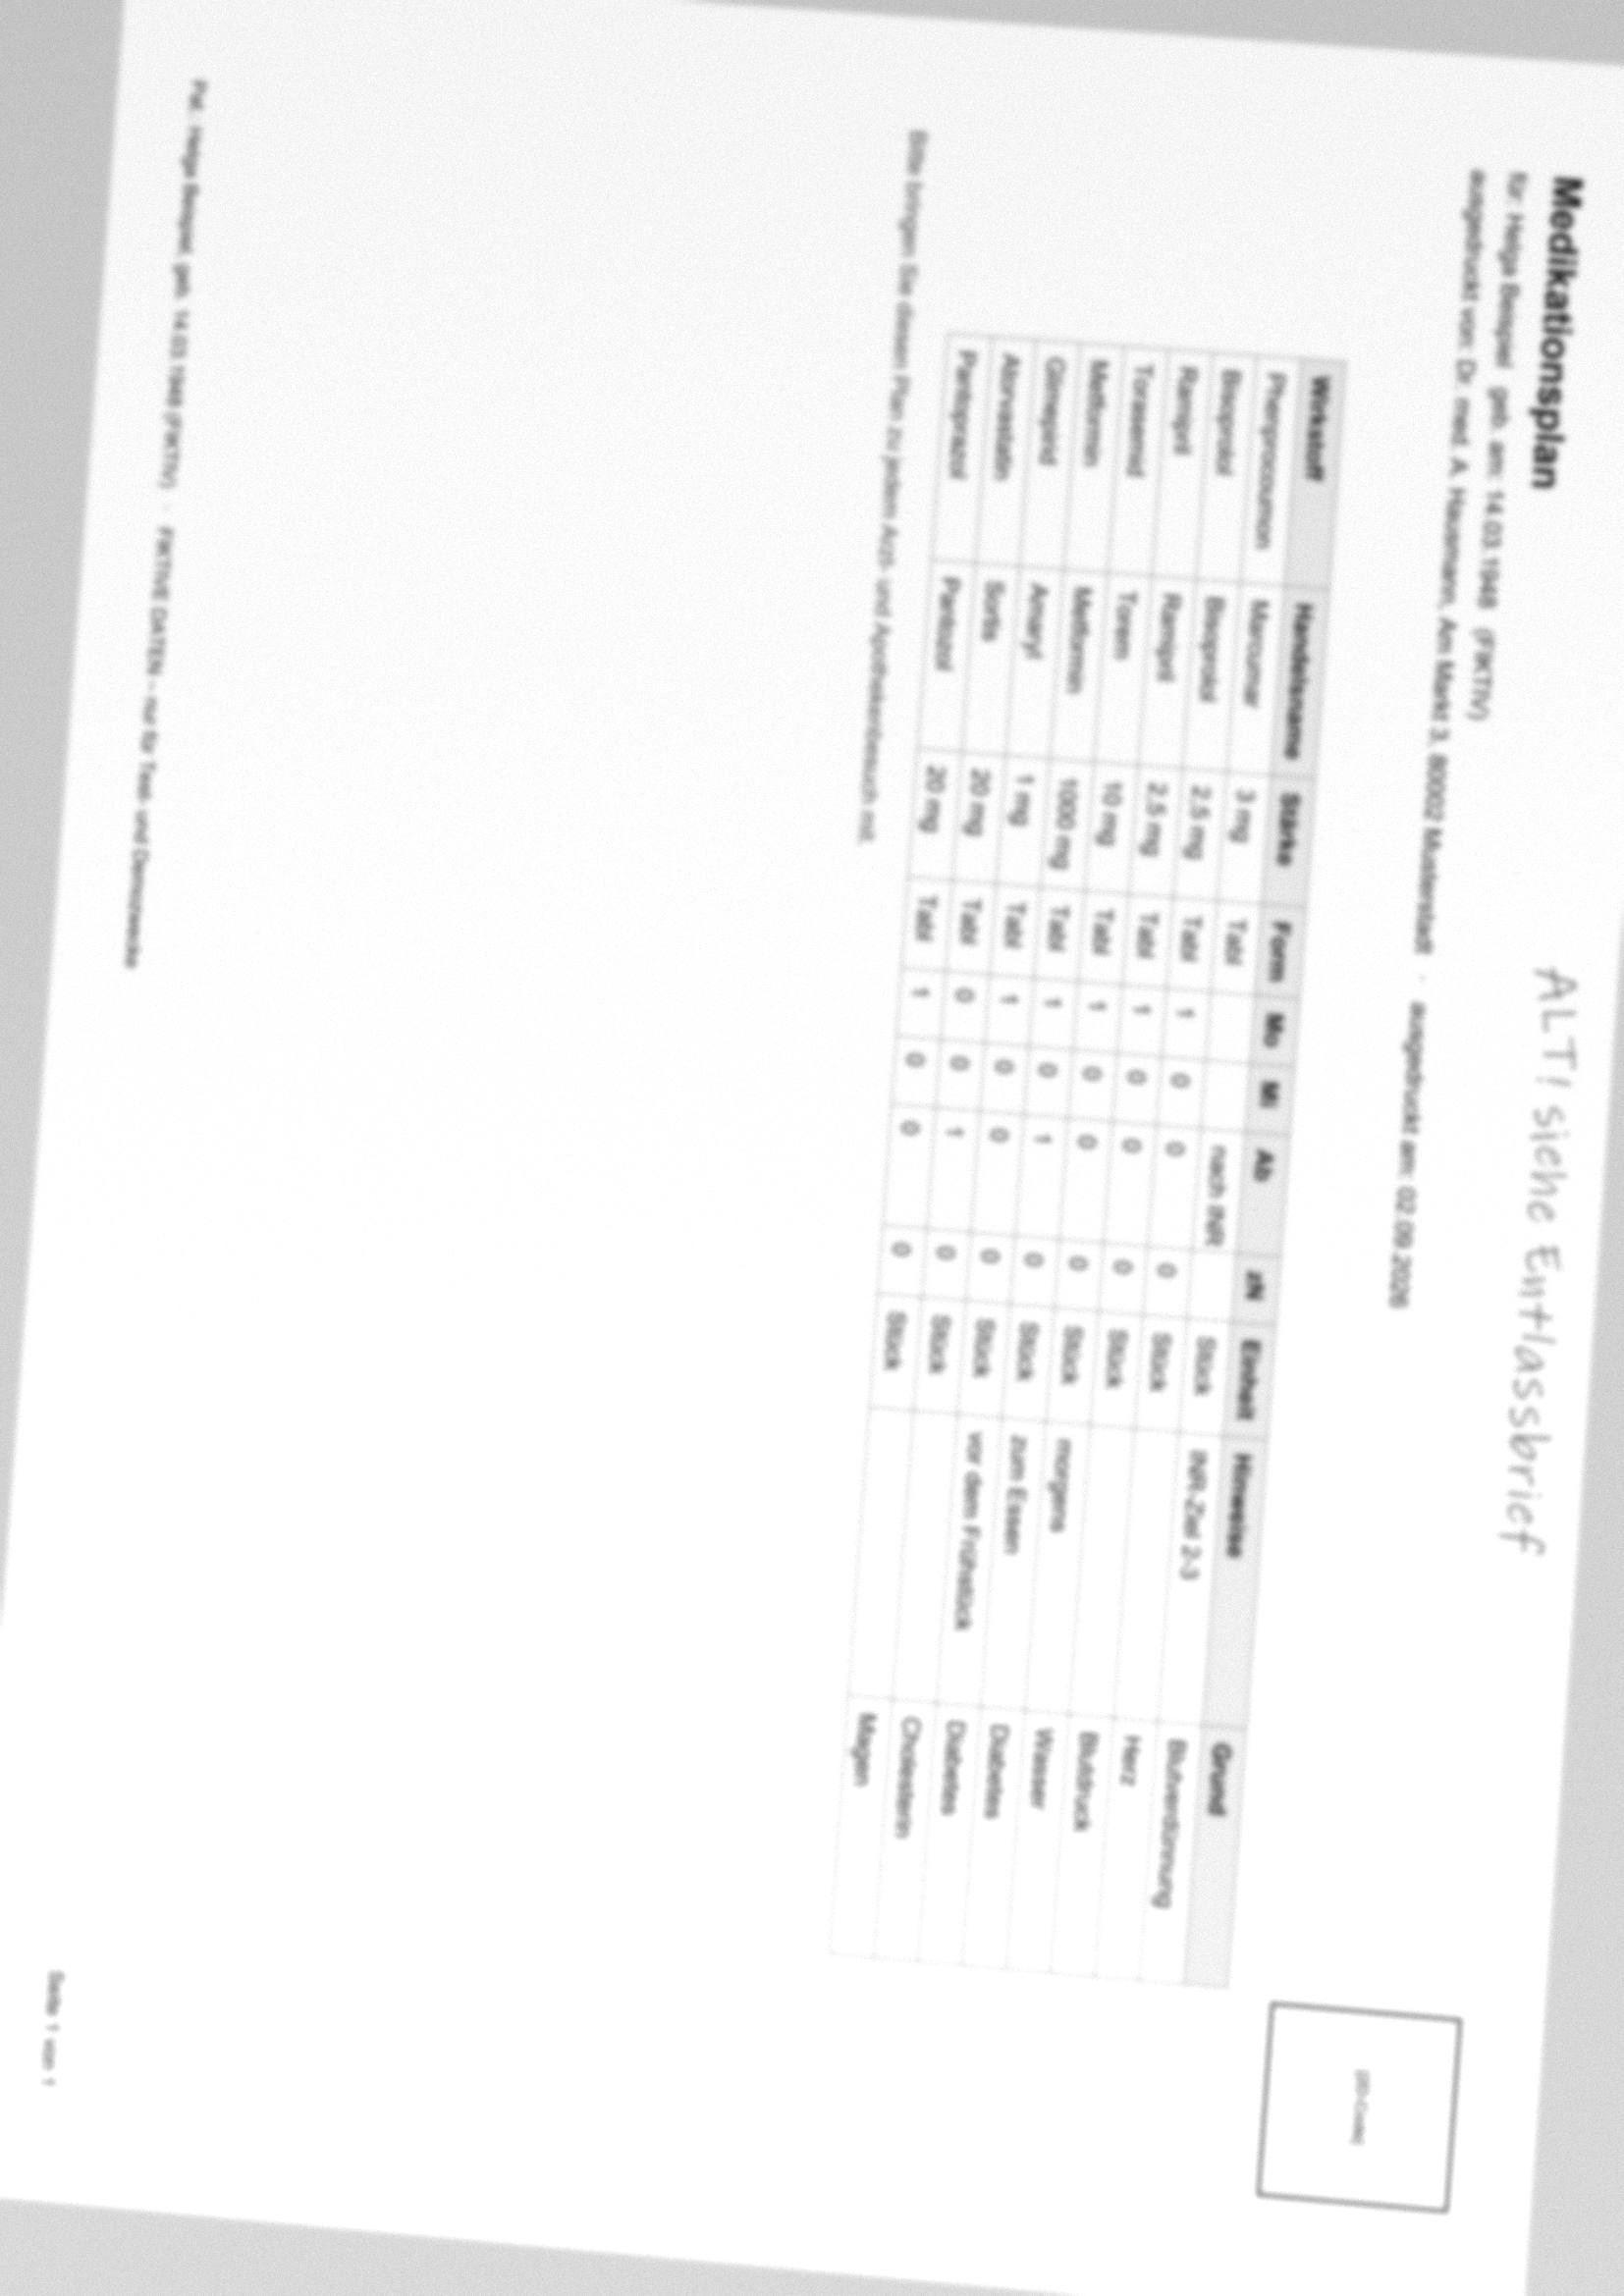 ALT! siehe Entlassbrief
Medikationsplan
für: Helga Beispiel geb. am: 14.03.1948 (FIKTIV)
ausgedruckt von: Dr. med. A. Hausmann, Am Markt 3, 80002 Musterstadt · ausgedruckt am: 02.09.2026
Wirkstoff Handelsname Stärke Form Mo Mi Ab zN Einheit Hinweise Grund
Phenprocoumon Marcumar 3 mg Tabl nach INR Stück INR-Ziel 2-3 Blutverdünnung
Bisoprolol Bisoprolol 2.5 mg Tabl 1 0 0 0 Stück Herz
Ramipril Ramipril 2.5 mg Tabl 1 0 0 0 Stück Blutdruck
Torasemid Torem 10 mg Tabl 1 0 0 0 Stück morgens Wasser
Metformin Metformin 1000 mg Tabl 1 0 1 0 Stück zum Essen Diabetes
Glimepirid Amaryl 1 mg Tabl 1 0 0 0 Stück vor dem Frühstück Diabetes
Atorvastatin Sortis 20 mg Tabl 0 0 1 0 Stück Cholesterin
Pantoprazol Pantozol 20 mg Tabl 1 0 0 0 Stück Magen
Bitte bringen Sie diesen Plan zu jedem Arzt- und Apothekenbesuch mit.
Pat.: Helga Beispiel, geb. 14.03.1948 (FIKTIV) · FIKTIVE DATEN – nur für Test- und Demozwecke
Seite 1 von 1